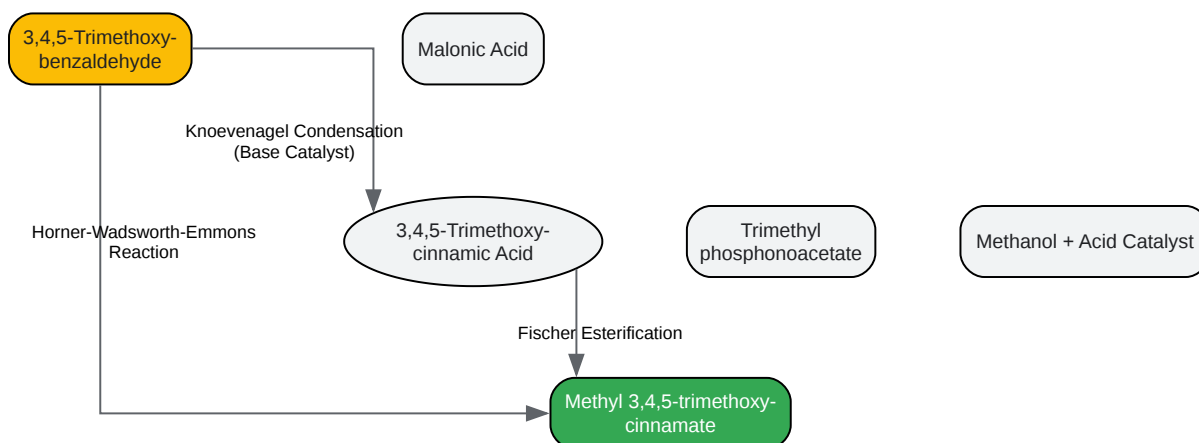 3,4,5-Trimethoxy-
benzaldehyde
Malonic Acid
Knoevenagel Condensation
(Base Catalyst)
Horner-Wadsworth-Emmons
Reaction
3,4,5-Trimethoxy-
cinnamic Acid
Trimethyl
phosphonoacetate
Methanol + Acid Catalyst
Fischer Esterification
Methyl 3,4,5-trimethoxy-
cinnamate